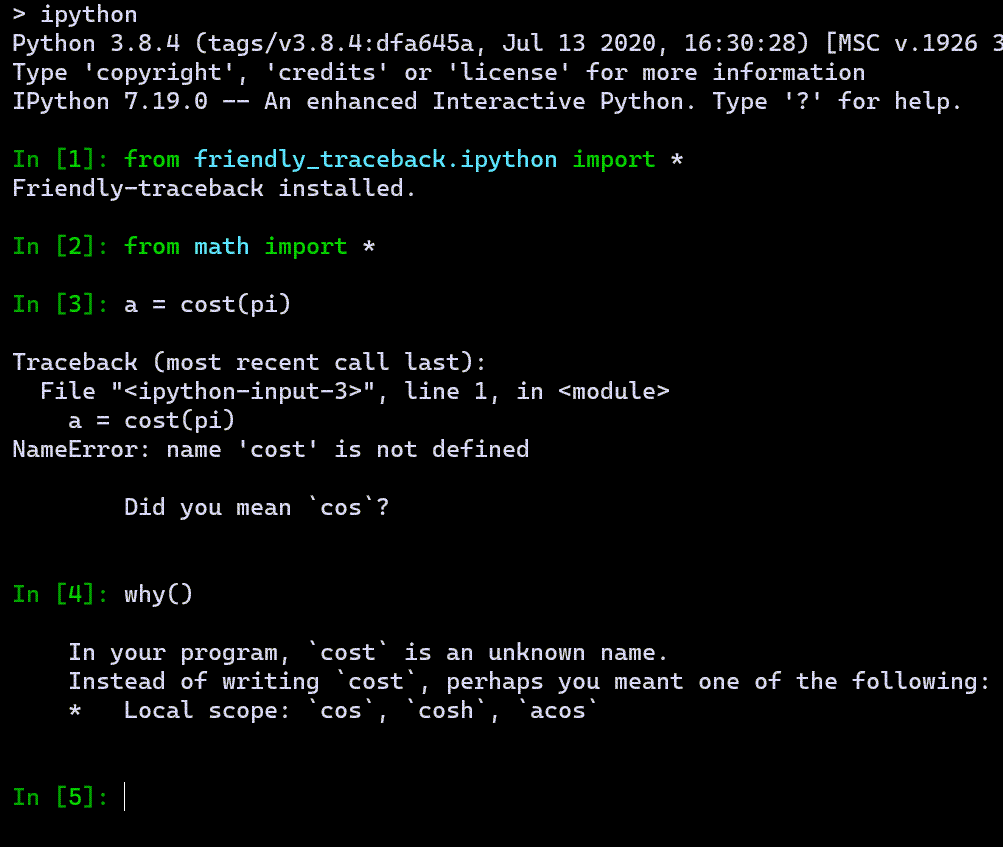 > ipython
Python 3.8.4 (tags/v3.8.4:dfa645a, Jul 13 2020, 16:30:28) [MSC v.1926 3
Type 'copyright', 'credits' or 'license' for more information
IPython 7.19.0 -- An enhanced Interactive Python. Type '?' for help.
In [1]: from friendly_traceback.ipython import *
Friendly-traceback installed.
In [2]: from math import *
In [3]: a = cost(pi)
Traceback (most recent call last):
  File "<ipython-input-3>", line 1, in <module>
    a = cost(pi)
NameError: name 'cost' is not defined
        Did you mean `cos`?
In [4]: why()
    In your program, `cost` is an unknown name.
    Instead of writing `cost`, perhaps you meant one of the following:
    *   Local scope: `cos`, `cosh`, `acos`
In [5]: